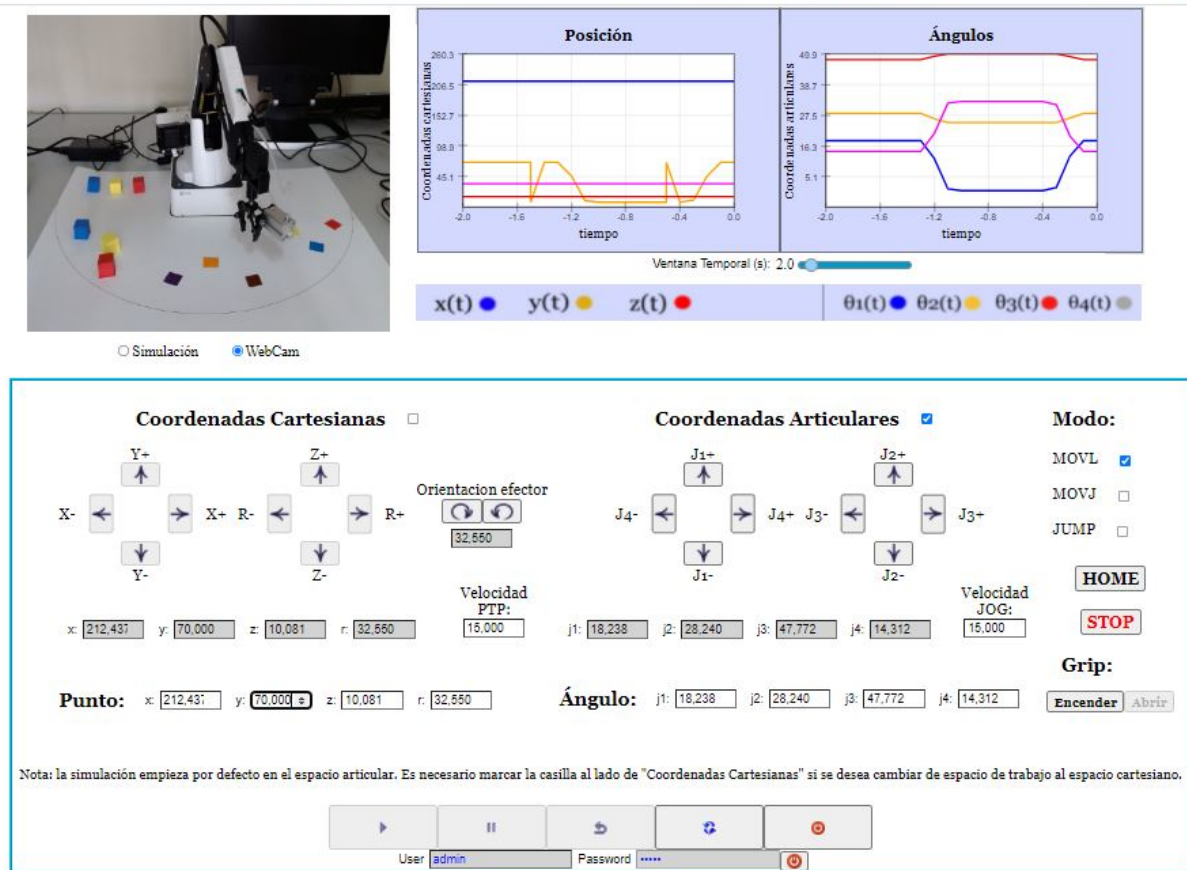 Posición
Coordenadas cartesianas
260.3
206.5
152.7
98.9
45.1
-2.0 -1.6 -1.2 -0.8 -0.4 0.0
tiempo
Ángulos
Coordenadas articulares
49.9
38.7
27.5
16.3
5.1
-2.0 -1.6 -1.2 -0.8 -0.4 0.0
tiempo
Ventana Temporal (s): 2.0
x(t) y(t) z(t) θ1(t) θ2(t) θ3(t) θ4(t)
Simulación WebCam
Coordenadas Cartesianas
Y+ Z+
X- X+ R- R+
Y- Z-
Orientacion efector
32,550
Velocidad
PTP:
15,000
x: 212,437 y: 70,000 z: 10,081 r: 32,550
Punto: x: 212,437 y: 70,000 z: 10,081 r: 32,550
Coordenadas Articulares
J1+ J2+
J4- J4+ J3- J3+
J1- J2-
Velocidad
JOG:
15,000
j1: 18,238 j2: 28,240 j3: 47,772 j4: 14,312
Ángulo: j1: 18,238 j2: 28,240 j3: 47,772 j4: 14,312
Modo:
MOVL
MOVJ
JUMP
HOME
STOP
Grip:
Encender Abrir
Nota: la simulación empieza por defecto en el espacio articular. Es necesario marcar la casilla al lado de "Coordenadas Cartesianas" si se desea cambiar de espacio de trabajo al espacio cartesiano.
User admin Password •••••